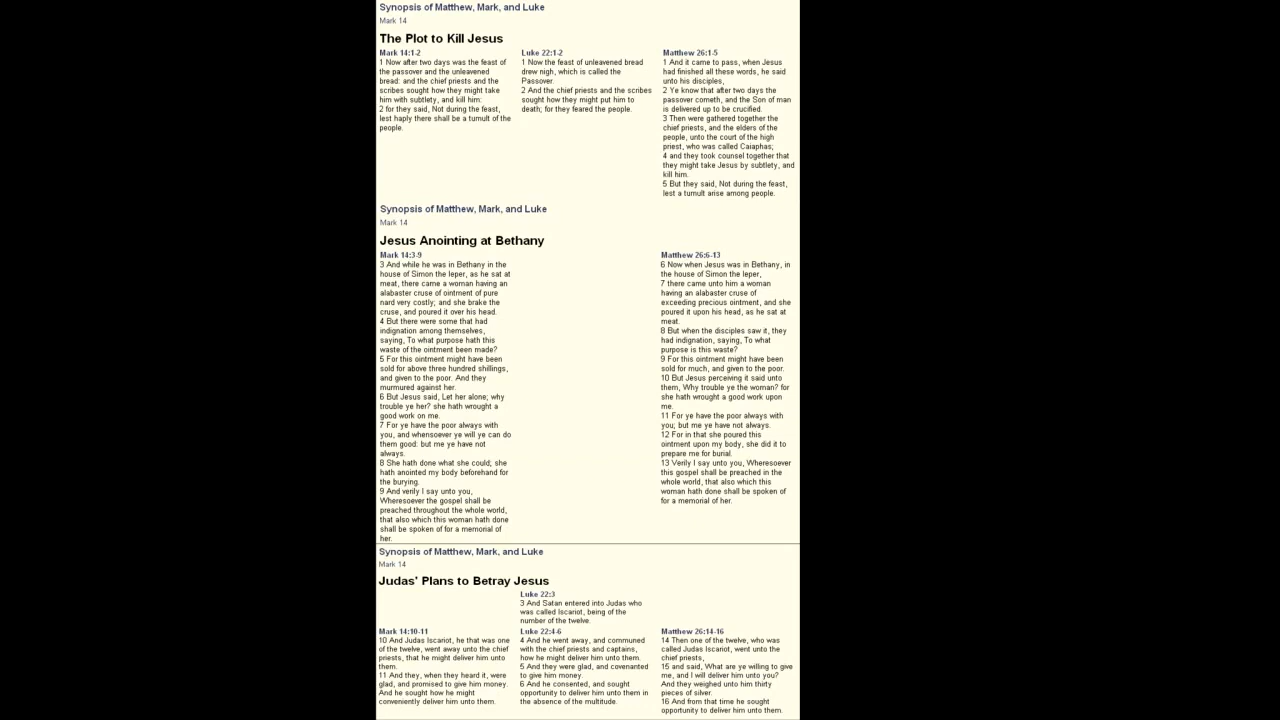 Synopsis of Matthew, Mark, and Luke
Mark 14
The Plot to Kill Jesus
Mark 14:1-2
1 Now after two days was the feast of
the passover and the unleavened
bread: and the chief priests and the
scribes sought how they might take
him with subtlety, and kill him:
2 for they said, Not during the feast,
lest haply there shall be a tumult of the
people.
Luke 22:1-2
1 Now the feast of unleavened bread
drew nigh, which is called the
Passover.
2 And the chief priests and the scribes
sought how they might put him to
death; for they feared the people.
Matthew 26:1-5
1 And it came to pass, when Jesus
had finished all these words, he said
unto his disciples,
2 Ye know that after two days the
passover cometh, and the Son of man
is delivered up to be crucified.
3 Then were gathered together the
chief priests, and the elders of the
people, unto the court of the high
priest, who was called Caiaphas;
4 and they took counsel together that
they might take Jesus by subtlety, and
kill him.
5 But they said, Not during the feast,
lest a tumult arise among people.
Synopsis of Matthew, Mark, and Luke
Mark 14
Jesus Anointing at Bethany
Mark 14:3-9
3 And while he was in Bethany in the
house of Simon the leper, as he sat at
meat, there came a woman having an
alabaster cruse of ointment of pure
nard very costly; and she brake the
cruse, and poured it over his head.
4 But there were some that had
indignation among themselves,
saying, To what purpose hath this
waste of the ointment been made?
5 For this ointment might have been
sold for above three hundred shillings,
and given to the poor. And they
murmured against her.
6 But Jesus said, Let her alone; why
trouble ye her? she hath wrought a
good work on me.
7 For ye have the poor always with
you, and whensoever ye will ye can do
them good: but me ye have not
always.
8 She hath done what she could; she
hath anointed my body beforehand for
the burying.
9 And verily I say unto you,
Wheresoever the gospel shall be
preached throughout the whole world,
that also which this woman hath done
shall be spoken of for a memorial of
her.
Matthew 26:6-13
6 Now when Jesus was in Bethany, in
the house of Simon the leper,
7 there came unto him a woman
having an alabaster cruse of
exceeding precious ointment, and she
poured it upon his head, as he sat at
meat.
8 But when the disciples saw it, they
had indignation, saying, To what
purpose is this waste?
9 For this ointment might have been
sold for much, and given to the poor.
10 But Jesus perceiving it said unto
them, Why trouble ye the woman? for
she hath wrought a good work upon
me.
11 For ye have the poor always with
you; but me ye have not always.
12 For in that she poured this
ointment upon my body, she did it to
prepare me for burial.
13 Verily I say unto you, Wheresoever
this gospel shall be preached in the
whole world, that also which this
woman hath done shall be spoken of
for a memorial of her.
Synopsis of Matthew, Mark, and Luke
Mark 14
Judas' Plans to Betray Jesus
Luke 22:3
3 And Satan entered into Judas who
was called Iscariot, being of the
number of the twelve.
Mark 14:10-11
10 And Judas Iscariot, he that was one
of the twelve, went away unto the chief
priests, that he might deliver him unto
them.
11 And they, when they heard it, were
glad, and promised to give him money.
And he sought how he might
conveniently deliver him unto them.
Luke 22:4-6
4 And he went away, and communed
with the chief priests and captains,
how he might deliver him unto them.
5 And they were glad, and covenanted
to give him money.
6 And he consented, and sought
opportunity to deliver him unto them in
the absence of the multitude.
Matthew 26:14-16
14 Then one of the twelve, who was
called Judas Iscariot, went unto the
chief priests,
15 and said, What are ye willing to give
me, and I will deliver him unto you?
And they weighed unto him thirty
pieces of silver.
16 And from that time he sought
opportunity to deliver him unto them.